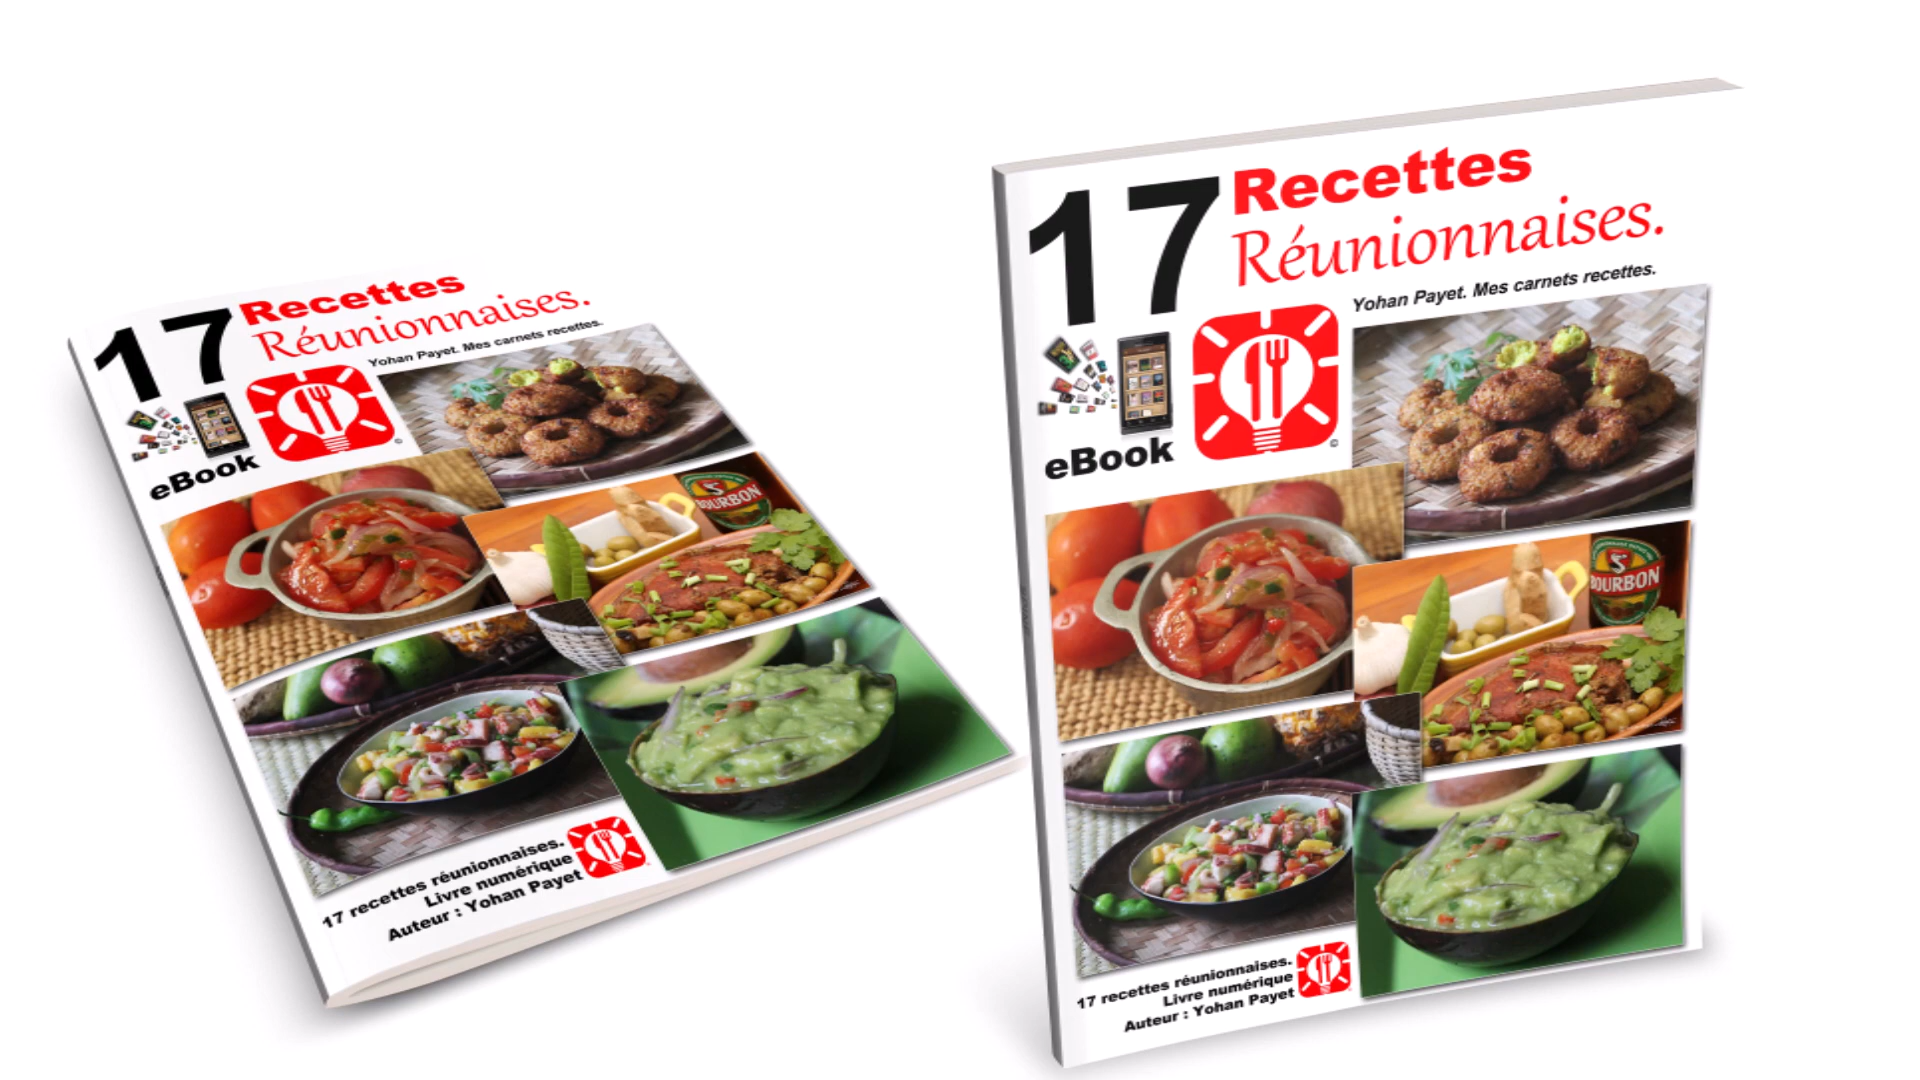 17 Recettes
Réunionnaises.
Yohan Payet. Mes carnets recettes.
eBook
©
BOURBON
17 recettes réunionnaises.
Livre numérique
Auteur : Yohan Payet
17 Recettes
Réunionnaises.
Yohan Payet. Mes carnets recettes.
eBook
©
BOURBON
17 recettes réunionnaises.
Livre numérique
Auteur : Yohan Payet